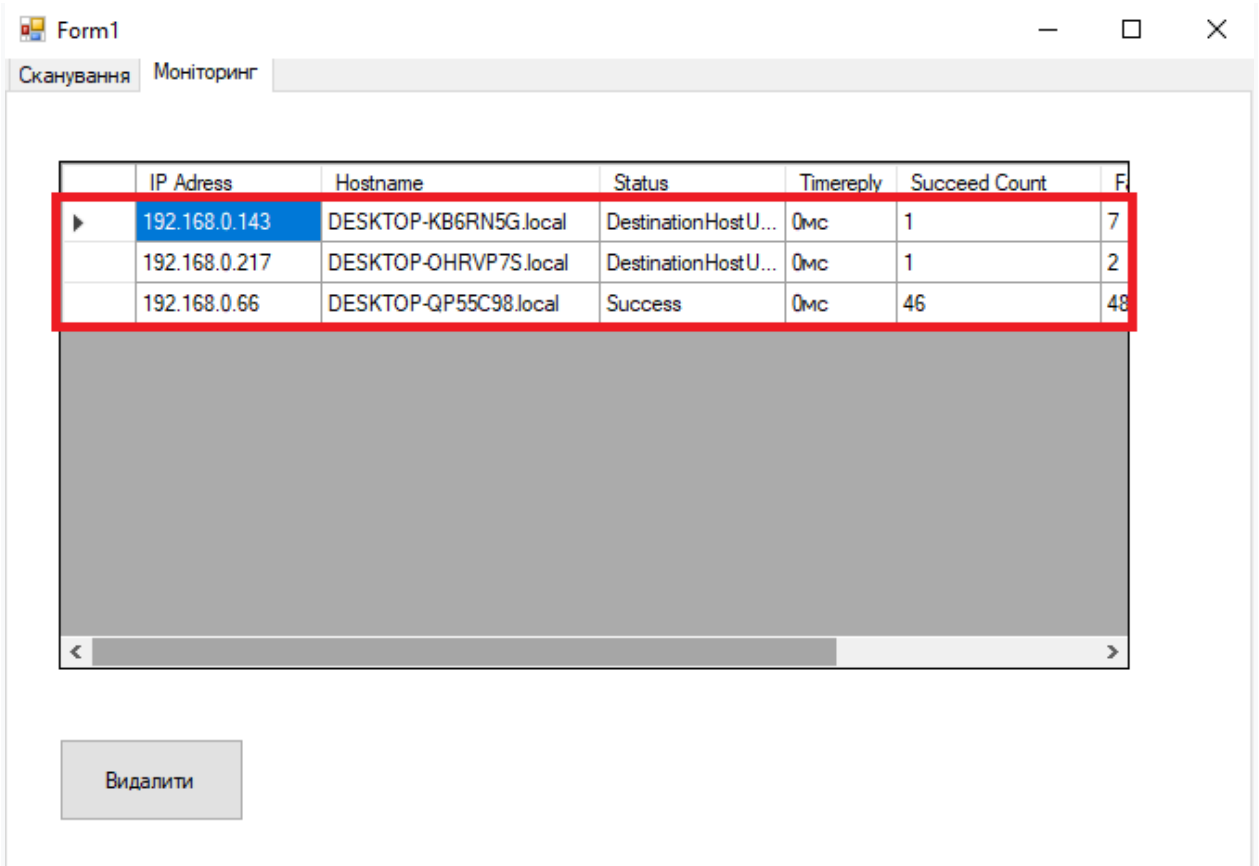 Form1
Сканування Моніторинг
IP Adress Hostname Status Timereply Succeed Count
192.168.0.143 DESKTOP-KB6RN5G.local DestinationHostU... 0мс 1 7
192.168.0.217 DESKTOP-OHRVP7S.local DestinationHostU... 0мс 1 2
192.168.0.66 DESKTOP-QP55C98.local Success 0мс 46 48
Видалити